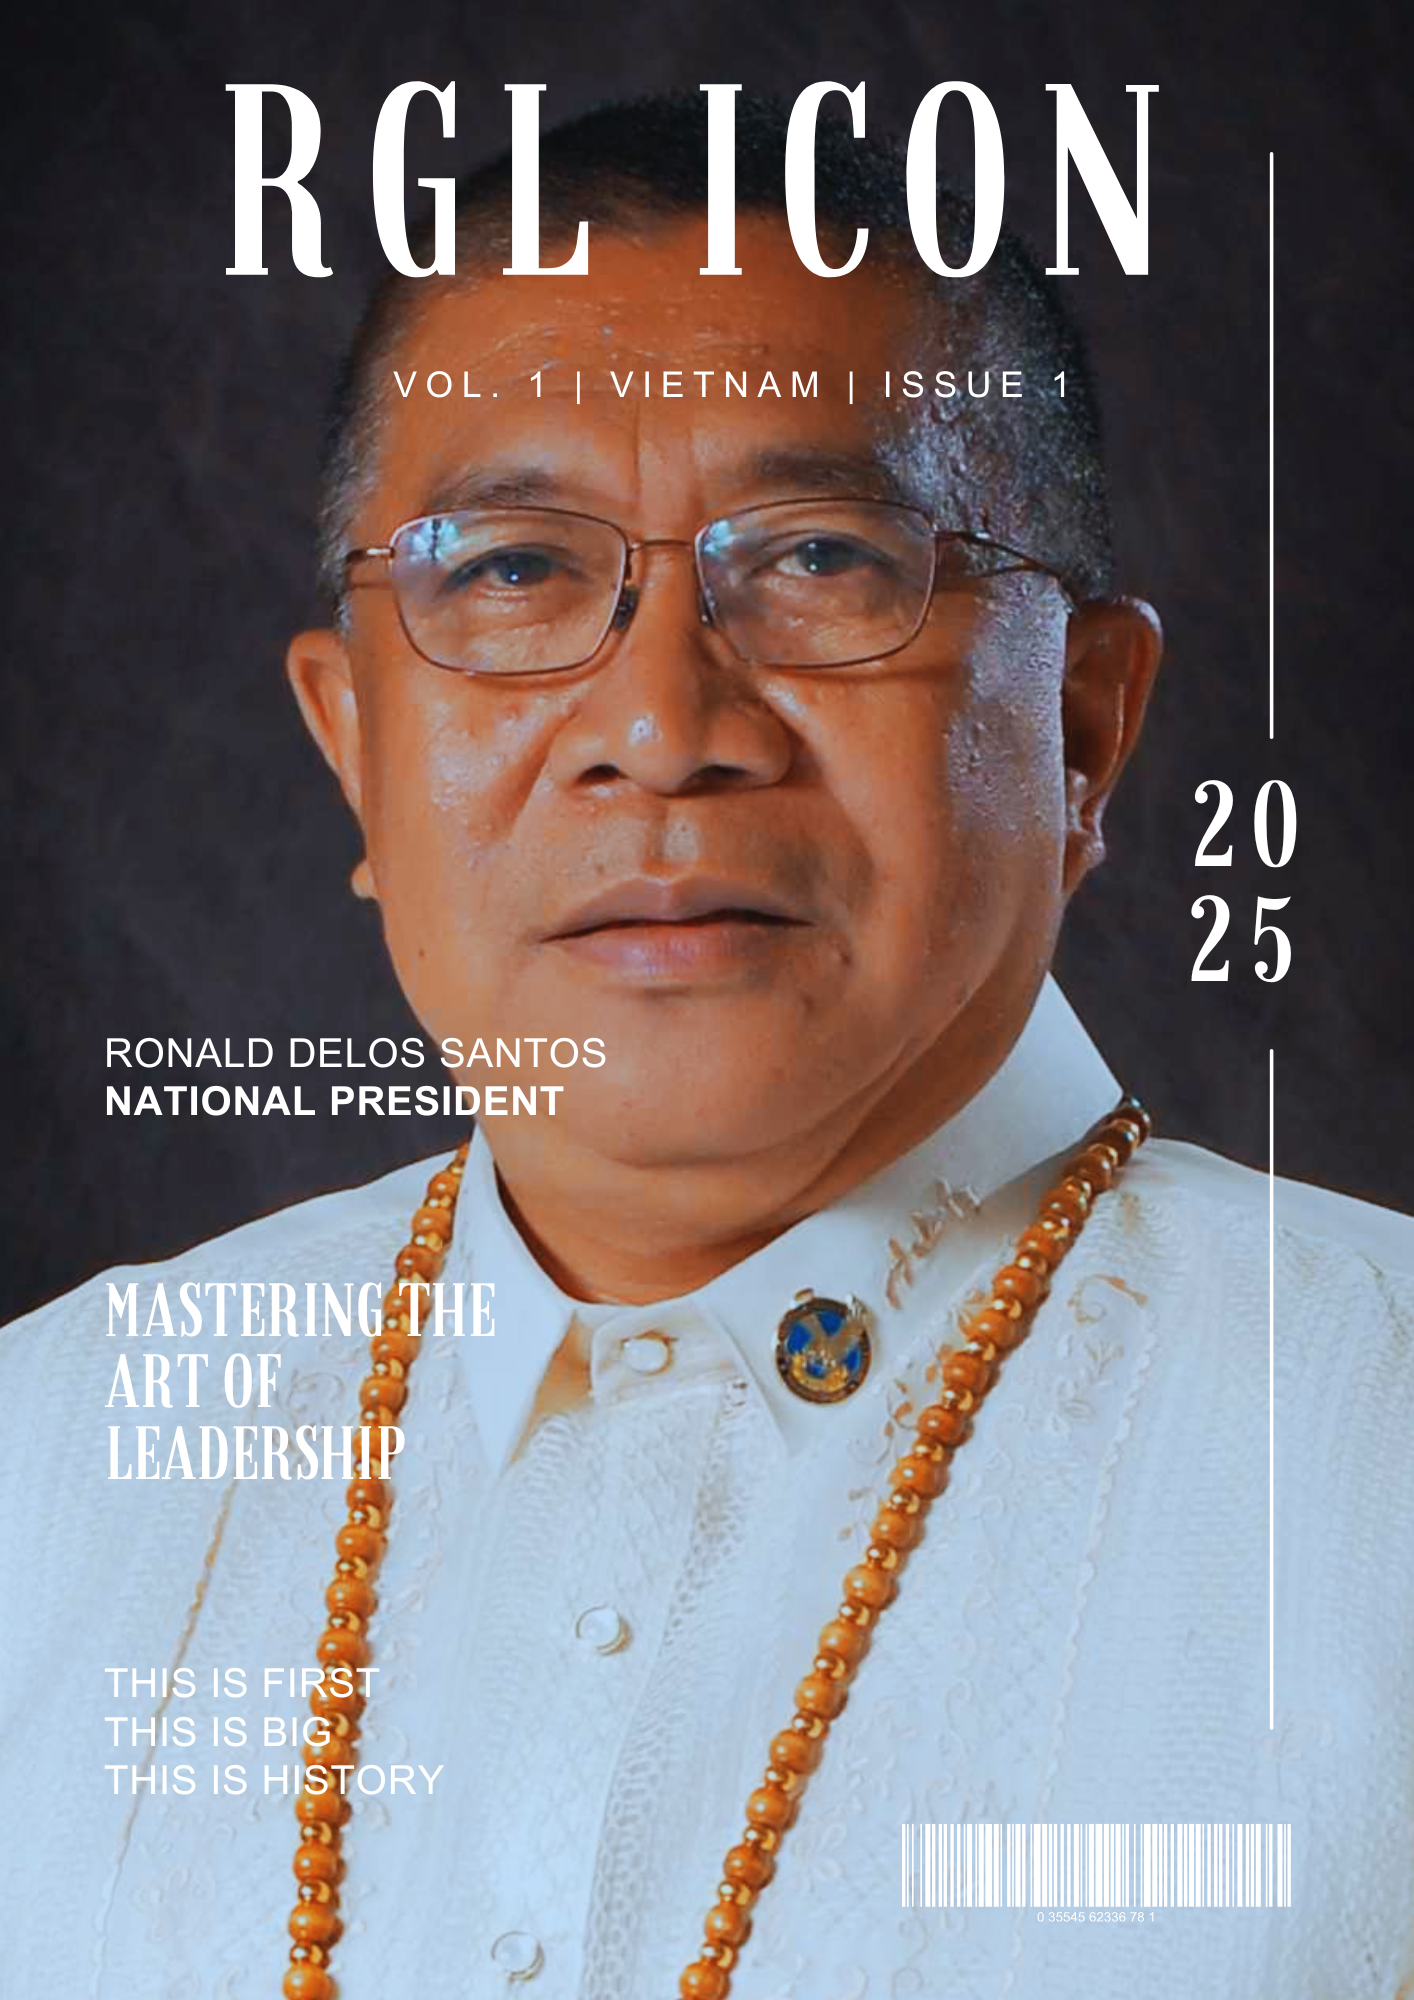 RGL ICON
VOL. 1 | VIETNAM | ISSUE 1
20
25
RONALD DELOS SANTOS
NATIONAL PRESIDENT
MASTERING THE
ART OF
LEADERSHIP
THIS IS FIRST
THIS IS BIG
THIS IS HISTORY
0 35545 62336 78 1